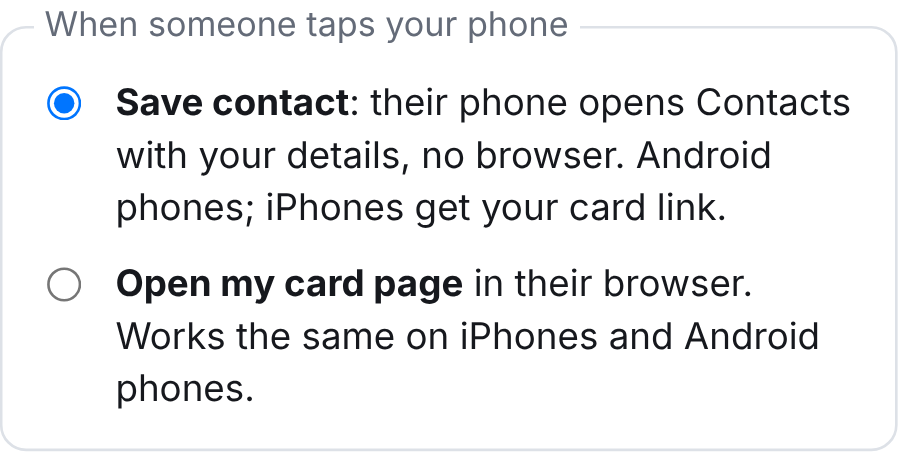 When someone taps your phone
Save contact: their phone opens Contacts
with your details, no browser. Android
phones; iPhones get your card link.
Open my card page in their browser.
Works the same on iPhones and Android
phones.